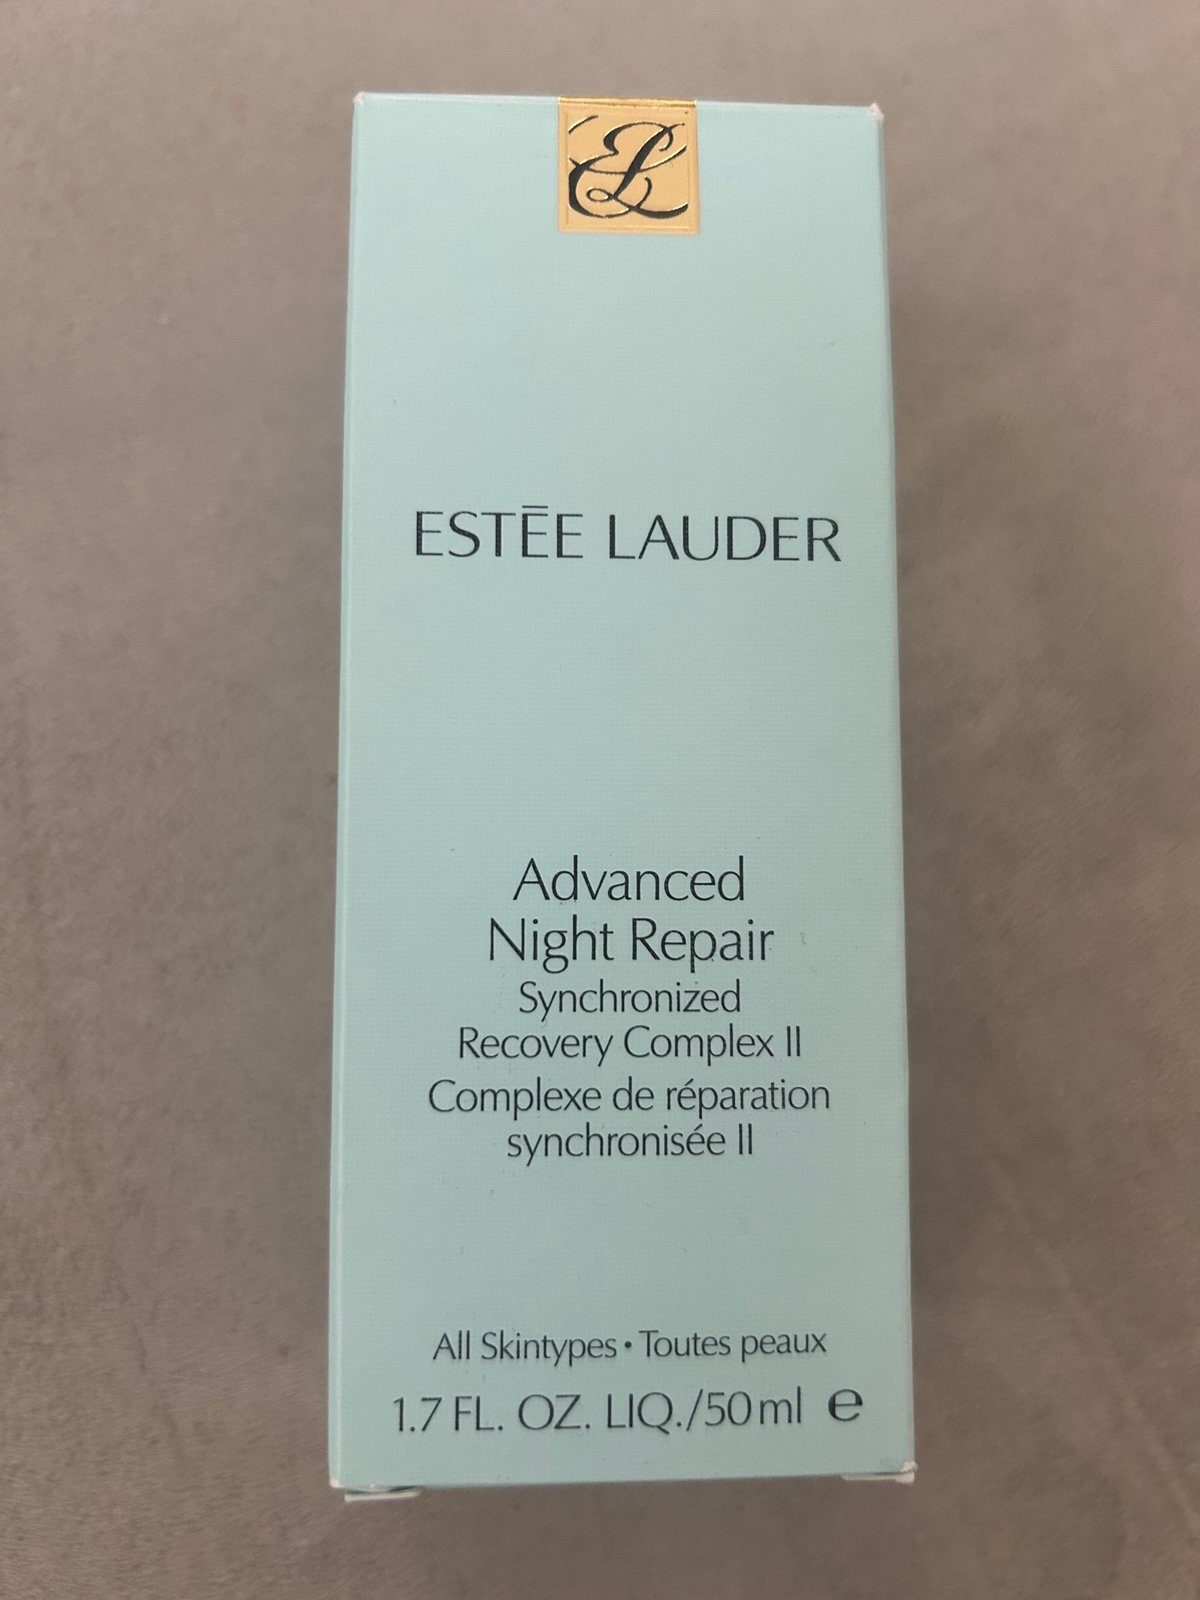 EL
ESTĒE LAUDER
Advanced
Night Repair
Synchronized
Recovery Complex II
Complexe de réparation
synchronisée II
All Skintypes • Toutes peaux
1.7 FL. OZ. LIQ./50ml ℮